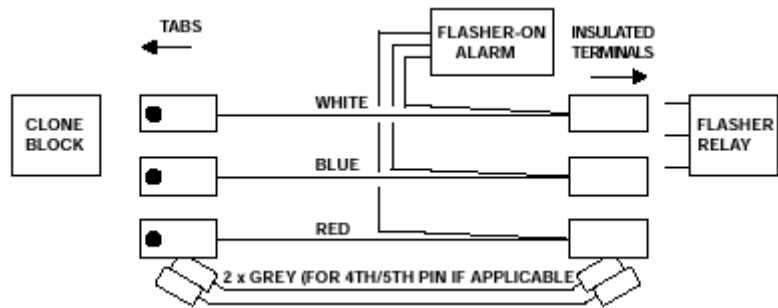 TABS
FLASHER-ON
ALARM
INSULATED
TERMINALS
CLONE
BLOCK
WHITE
FLASHER
RELAY
BLUE
RED
2 x GREY (FOR 4TH/5TH PIN IF APPLICABLE